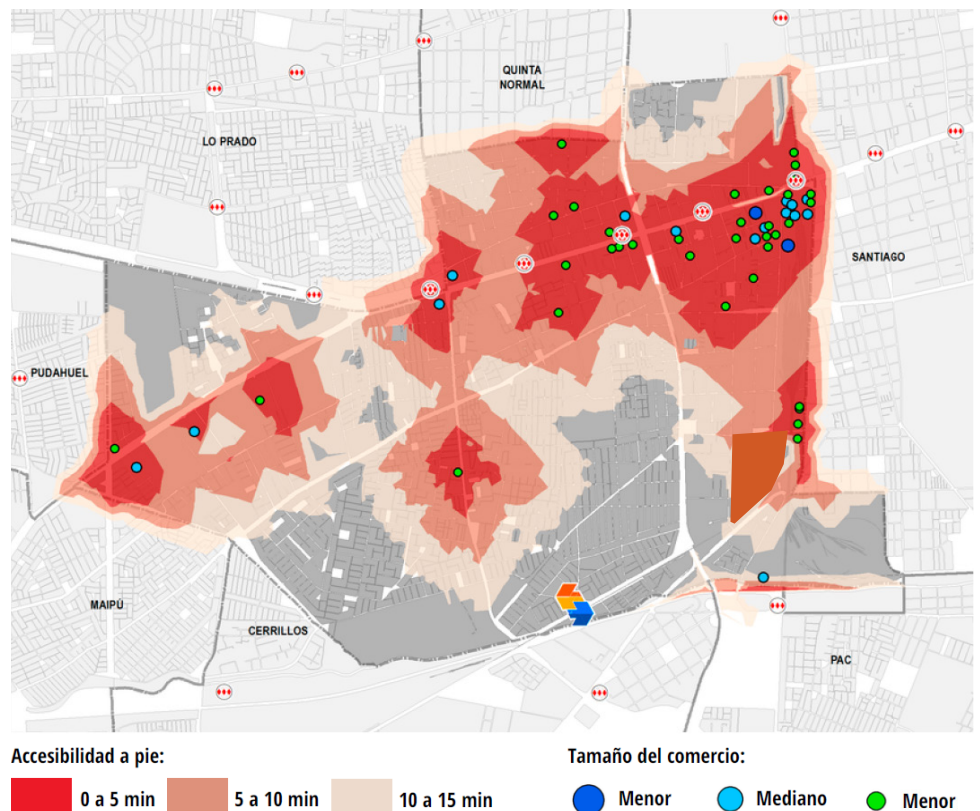 QUINTA
NORMAL
LO PRADO
SANTIAGO
PUDAHUEL
MAIPÚ
CERRILLOS
PAC
Accesibilidad a pie:
0 a 5 min
5 a 10 min
10 a 15 min
Tamaño del comercio:
Menor
Mediano
Menor